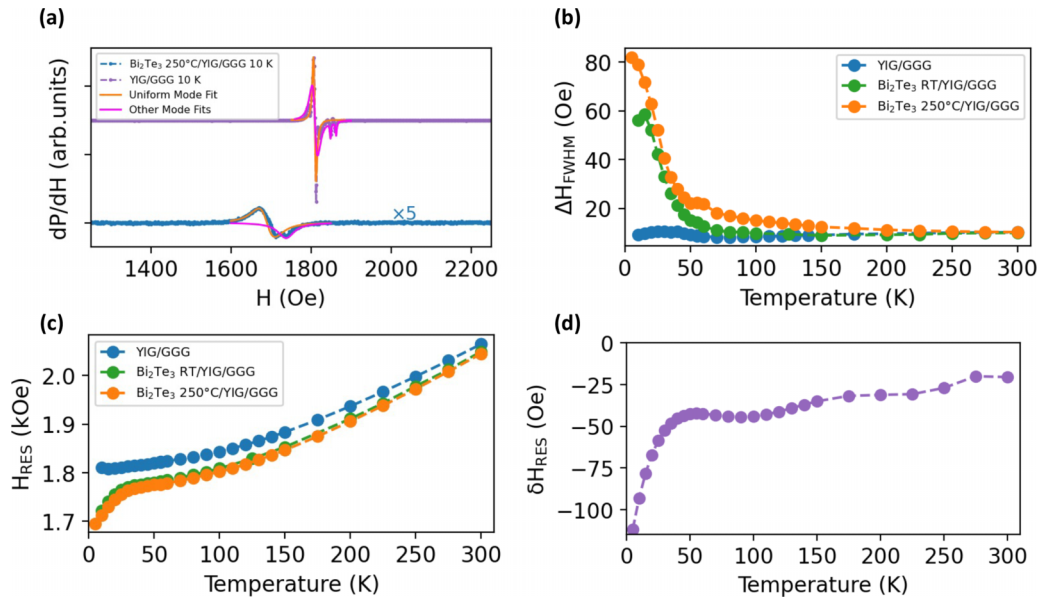 (a)
Bi₂Te₃ 250°C/YIG/GGG 10 K
YIG/GGG 10 K
Uniform Mode Fit
Other Mode Fits
×5
dP/dH (arb.units)
1400 1600 1800 2000 2200
H (Oe)
(b)
YIG/GGG
Bi₂Te₃ RT/YIG/GGG
Bi₂Te₃ 250°C/YIG/GGG
ΔH_FWHM (Oe)
80
60
40
20
0 50 100 150 200 250 300
Temperature (K)
(c)
YIG/GGG
Bi₂Te₃ RT/YIG/GGG
Bi₂Te₃ 250°C/YIG/GGG
H_RES (kOe)
2.0
1.9
1.8
1.7
0 50 100 150 200 250 300
Temperature (K)
(d)
δH_RES (Oe)
0
−25
−50
−75
−100
0 50 100 150 200 250 300
Temperature (K)